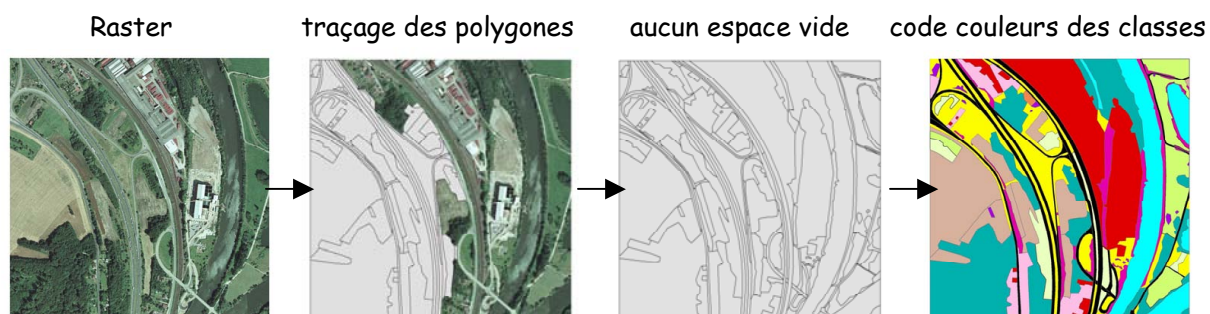 Raster
traçage des polygones
aucun espace vide
code couleurs des classes